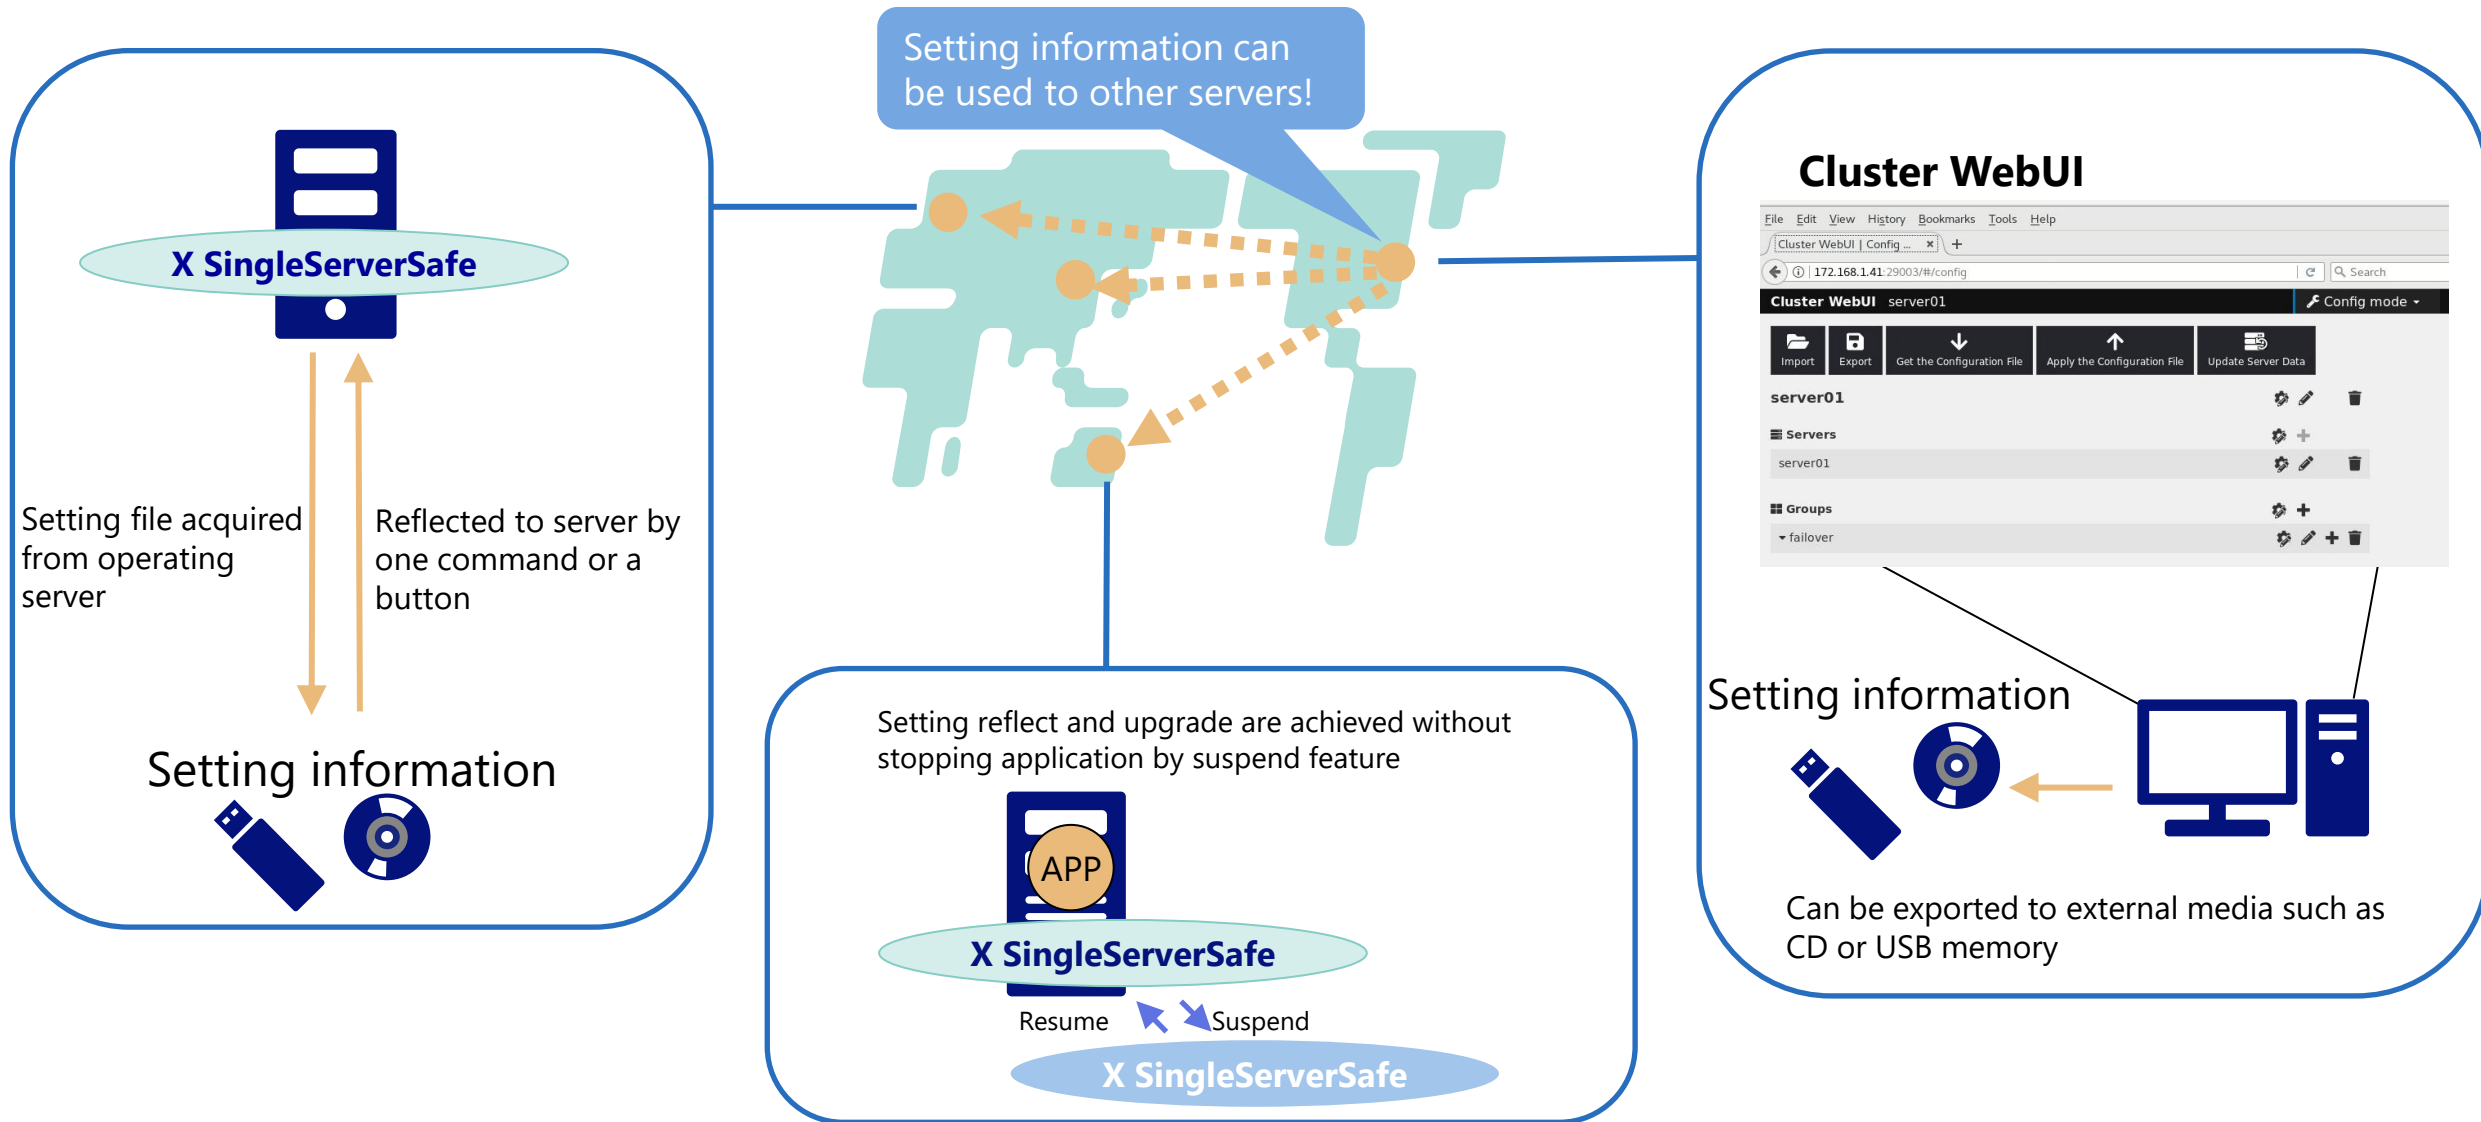 Setting information can
be used to other servers!
X SingleServerSafe
Setting file acquired
from operating
server
Reflected to server by
one command or a
button
Setting information
Setting reflect and upgrade are achieved without
stopping application by suspend feature
APP
X SingleServerSafe
Resume
Suspend
X SingleServerSafe
Cluster WebUI
File Edit View History Bookmarks Tools Help
Cluster WebUI | Config ... × +
172.168.1.41:29003/#/config
Search
Cluster WebUI server01
Config mode
Import
Export
Get the Configuration File
Apply the Configuration File
Update Server Data
server01
Servers
server01
Groups
failover
Setting information
Can be exported to external media such as
CD or USB memory